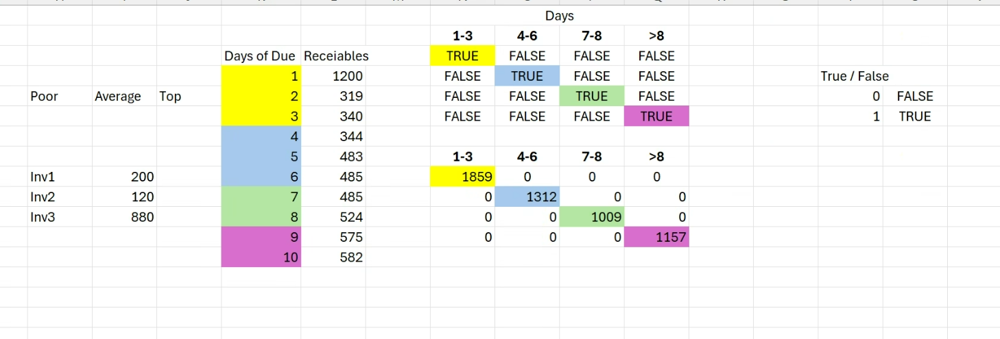 Days
1-3 4-6 7-8 >8
Days of Due Receiables TRUE FALSE FALSE FALSE
1 1200 FALSE TRUE FALSE FALSE True / False
Poor Average Top 2 319 FALSE FALSE TRUE FALSE 0 FALSE
3 340 FALSE FALSE FALSE TRUE 1 TRUE
4 344
5 483 1-3 4-6 7-8 >8
Inv1 200 6 485 1859 0 0 0
Inv2 120 7 485 0 1312 0 0
Inv3 880 8 524 0 0 1009 0
9 575 0 0 0 1157
10 582